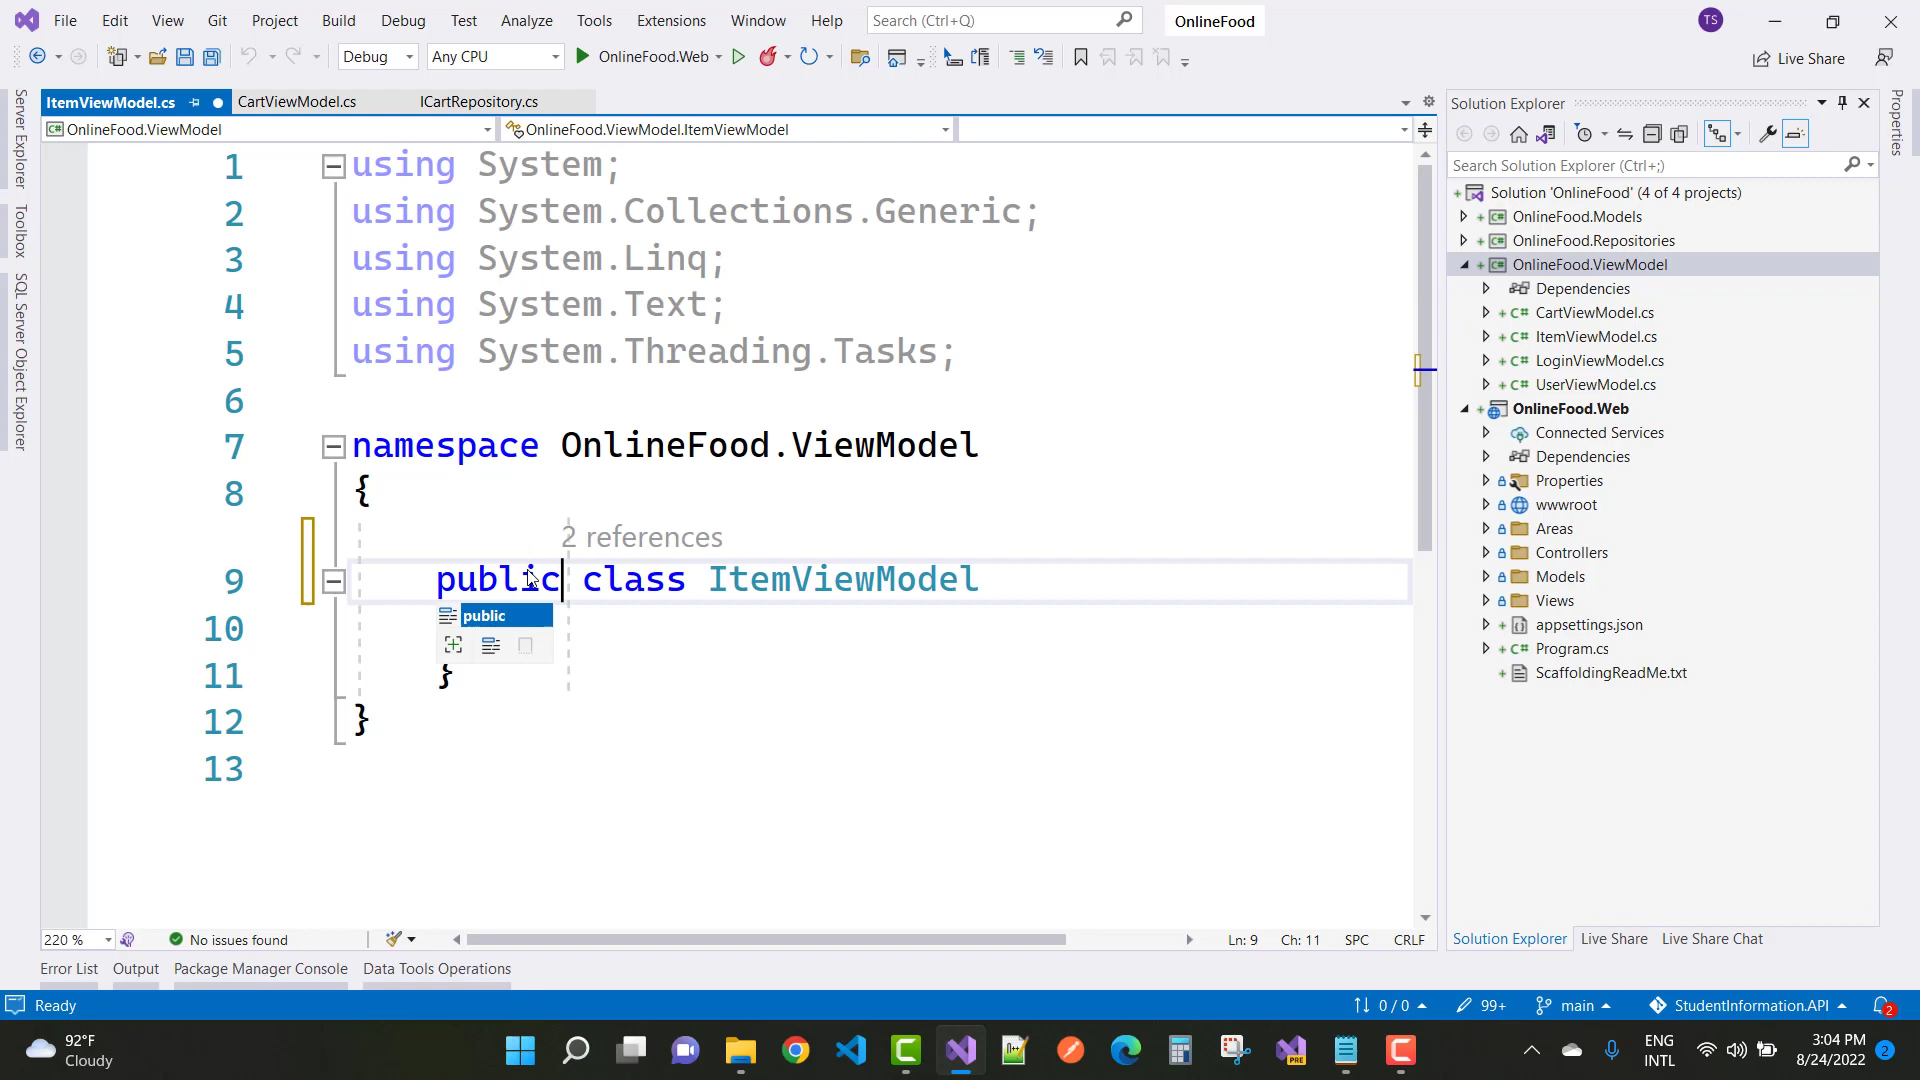 File Edit View Git Project Build Debug Test Analyze Tools Extensions Window Help Search (Ctrl+Q) OnlineFood TS
Debug Any CPU OnlineFood.Web Live Share
ItemViewModel.cs CartViewModel.cs ICartRepository.cs
OnlineFood.ViewModel OnlineFood.ViewModel.ItemViewModel
Server Explorer
Toolbox
SQL Server Object Explorer
1 using System;
2 using System.Collections.Generic;
3 using System.Linq;
4 using System.Text;
5 using System.Threading.Tasks;
6
7 namespace OnlineFood.ViewModel
8 {
2 references
9 public class ItemViewModel
public
10
11 }
12 }
13
220 % No issues found Ln: 9 Ch: 11 SPC CRLF
Error List Output Package Manager Console Data Tools Operations
Solution Explorer
Search Solution Explorer (Ctrl+;)
Solution 'OnlineFood' (4 of 4 projects)
OnlineFood.Models
OnlineFood.Repositories
OnlineFood.ViewModel
Dependencies
CartViewModel.cs
ItemViewModel.cs
LoginViewModel.cs
UserViewModel.cs
OnlineFood.Web
Connected Services
Dependencies
Properties
wwwroot
Areas
Controllers
Models
Views
appsettings.json
Program.cs
ScaffoldingReadMe.txt
Solution Explorer Live Share Live Share Chat
Properties
Ready 0 / 0 99+ main StudentInformation.API 2
92°F
Cloudy
PRE
ENG
INTL
3:04 PM
8/24/2022
2